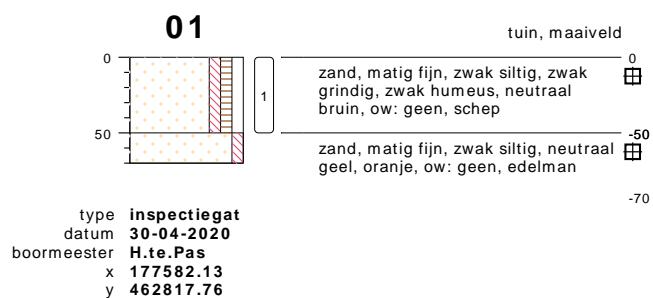 01
tuin, maaiveld
0
0
zand, matig fijn, zwak siltig, zwak
grindig, zwak humeus, neutraal
bruin, ow: geen, schep
1
50
-50
zand, matig fijn, zwak siltig, neutraal
geel, oranje, ow: geen, edelman
-70
type inspectiegat
datum 30-04-2020
boormeester H.te.Pas
x 177582.13
y 462817.76